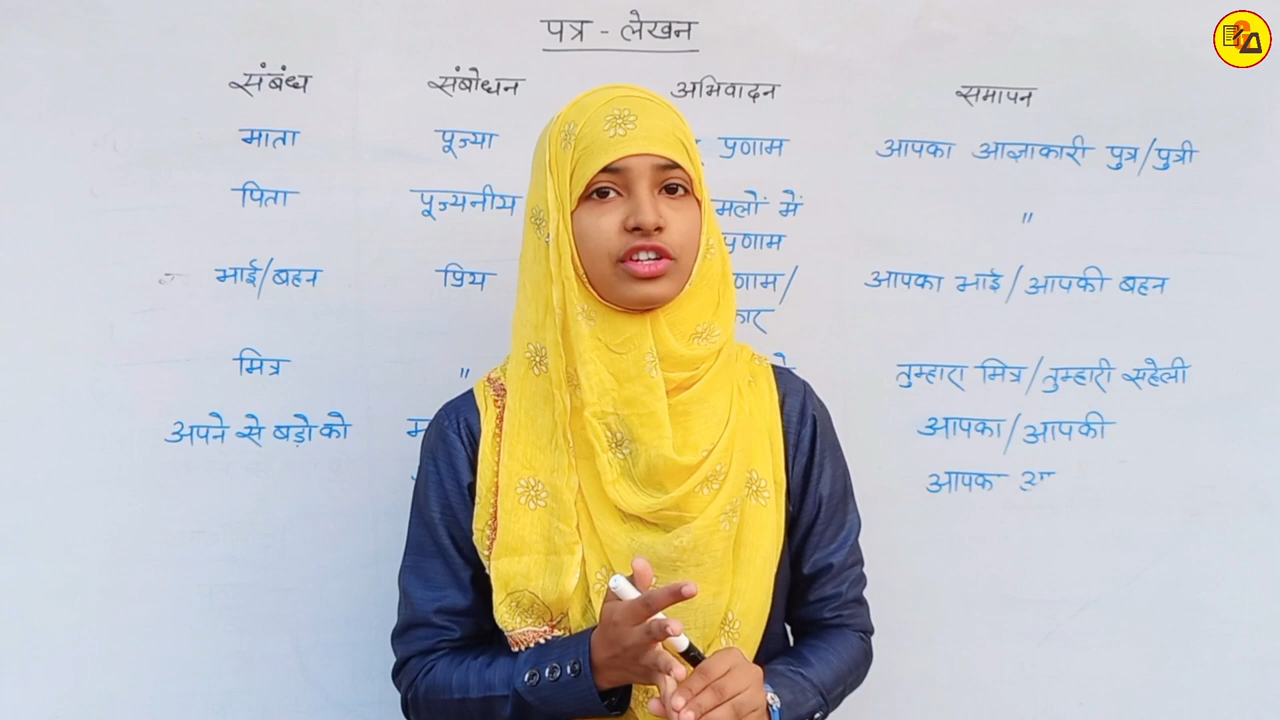 पत्र - लेखन
संबंध संबोधन अभिवादन समापन
माता पूज्या प्रणाम आपका आज्ञाकारी पुत्र/पुत्री
पिता पूज्यनीय में "
प्रणाम
भाई/बहन प्रिय आपका भाई/आपकी बहन
मित्र " तुम्हारा मित्र/तुम्हारी सहेली
अपने से बड़ो को आपका/आपकी
आपक